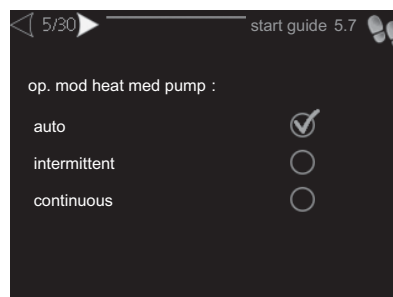 5/30
start guide 5.7
op. mod heat med pump :
auto
intermittent
continuous